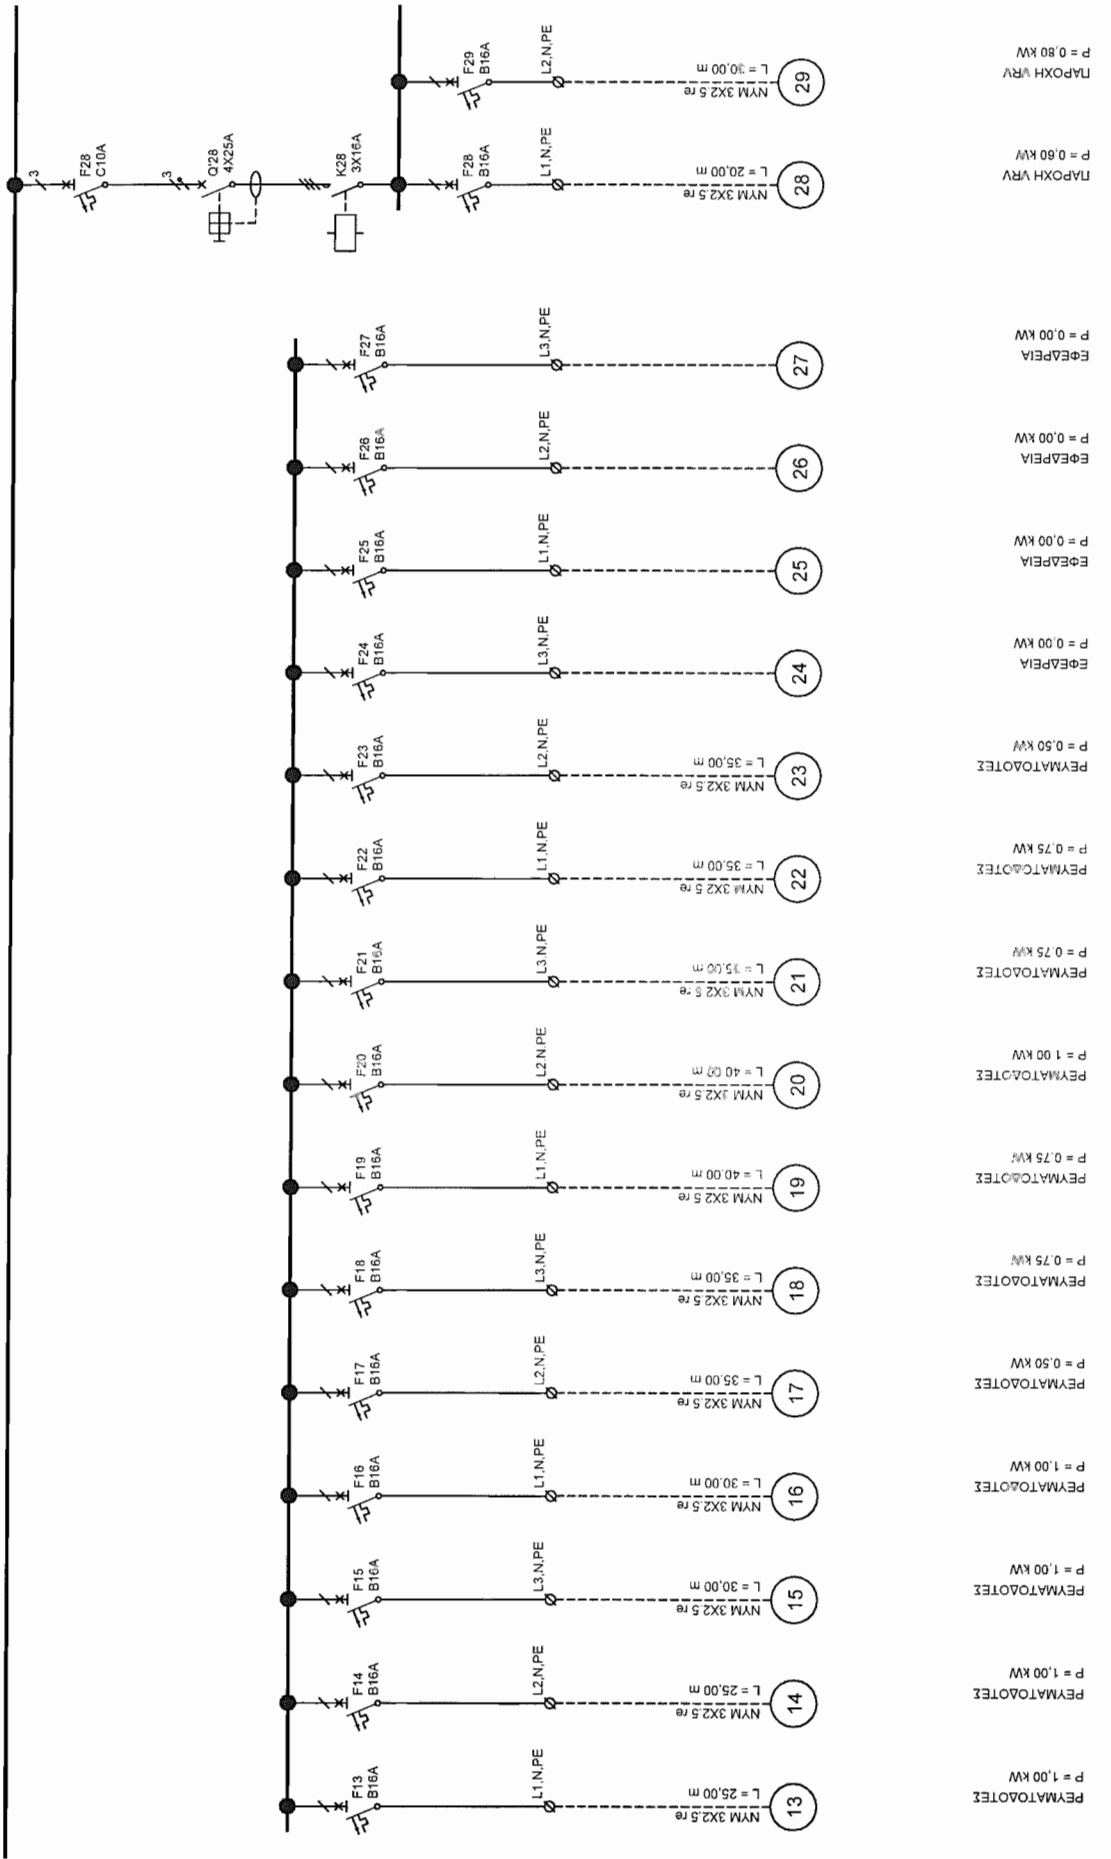 3
F28
C10A
3
Q'28
4X25A
K28
3X16A
F29
B16A
L2,N,PE
NYM 3X2.5 re
L = 30,00 m
29
ΠΑΡΟΧΗ VRV
P = 0,80 kW
F28
B16A
L1,N,PE
NYM 3X2.5 re
L = 20,00 m
28
ΠΑΡΟΧΗ VRV
P = 0,60 kW
F27
B16A
L3,N,PE
27
ΕΦΕΔΡΕΙΑ
P = 0,00 kW
F26
B16A
L2,N,PE
26
ΕΦΕΔΡΕΙΑ
P = 0,00 kW
F25
B16A
L1,N,PE
25
ΕΦΕΔΡΕΙΑ
P = 0,00 kW
F24
B16A
L3,N,PE
24
ΕΦΕΔΡΕΙΑ
P = 0,00 kW
F23
B16A
L2,N,PE
NYM 3X2.5 re
L = 35,00 m
23
ΡΕΥΜΑΤΟΔΟΤΕΣ
P = 0.50 kW
F22
B16A
L1,N,PE
NYM 3X2.5 re
L = 35.00 m
22
ΡΕΥΜΑΤΟΔΟΤΕΣ
P = 0.75 kW
F21
B16A
L3,N,PE
NYM 3X2.5 re
L = 35.00 m
21
ΡΕΥΜΑΤΟΔΟΤΕΣ
P = 0.75 kW
F20
B16A
L2,N,PE
NYM 3X2.5 re
L = 40.00 m
20
ΡΕΥΜΑΤΟΔΟΤΕΣ
P = 1.00 kW
F19
B16A
L1,N,PE
NYM 3X2.5 re
L = 40.00 m
19
ΡΕΥΜΑΤΟΔΟΤΕΣ
P = 0.75 kW
F18
B16A
L3,N,PE
NYM 3X2.5 re
L = 35,00 m
18
ΡΕΥΜΑΤΟΔΟΤΕΣ
P = 0.75 kW
F17
B16A
L2,N,PE
NYM 3X2.5 re
L = 35.00 m
17
ΡΕΥΜΑΤΟΔΟΤΕΣ
P = 0.50 kW
F16
B16A
L1,N,PE
NYM 3X2.5 re
L = 30.00 m
16
ΡΕΥΜΑΤΟΔΟΤΕΣ
P = 1.00 kW
F15
B16A
L3,N,PE
NYM 3X2.5 re
L = 30,00 m
15
ΡΕΥΜΑΤΟΔΟΤΕΣ
P = 1,00 kW
F14
B16A
L2,N,PE
NYM 3X2.5 re
L = 25,00 m
14
ΡΕΥΜΑΤΟΔΟΤΕΣ
P = 1,00 kW
F13
B16A
L1,N,PE
NYM 3X2.5 re
L = 25,00 m
13
ΡΕΥΜΑΤΟΔΟΤΕΣ
P = 1,00 kW